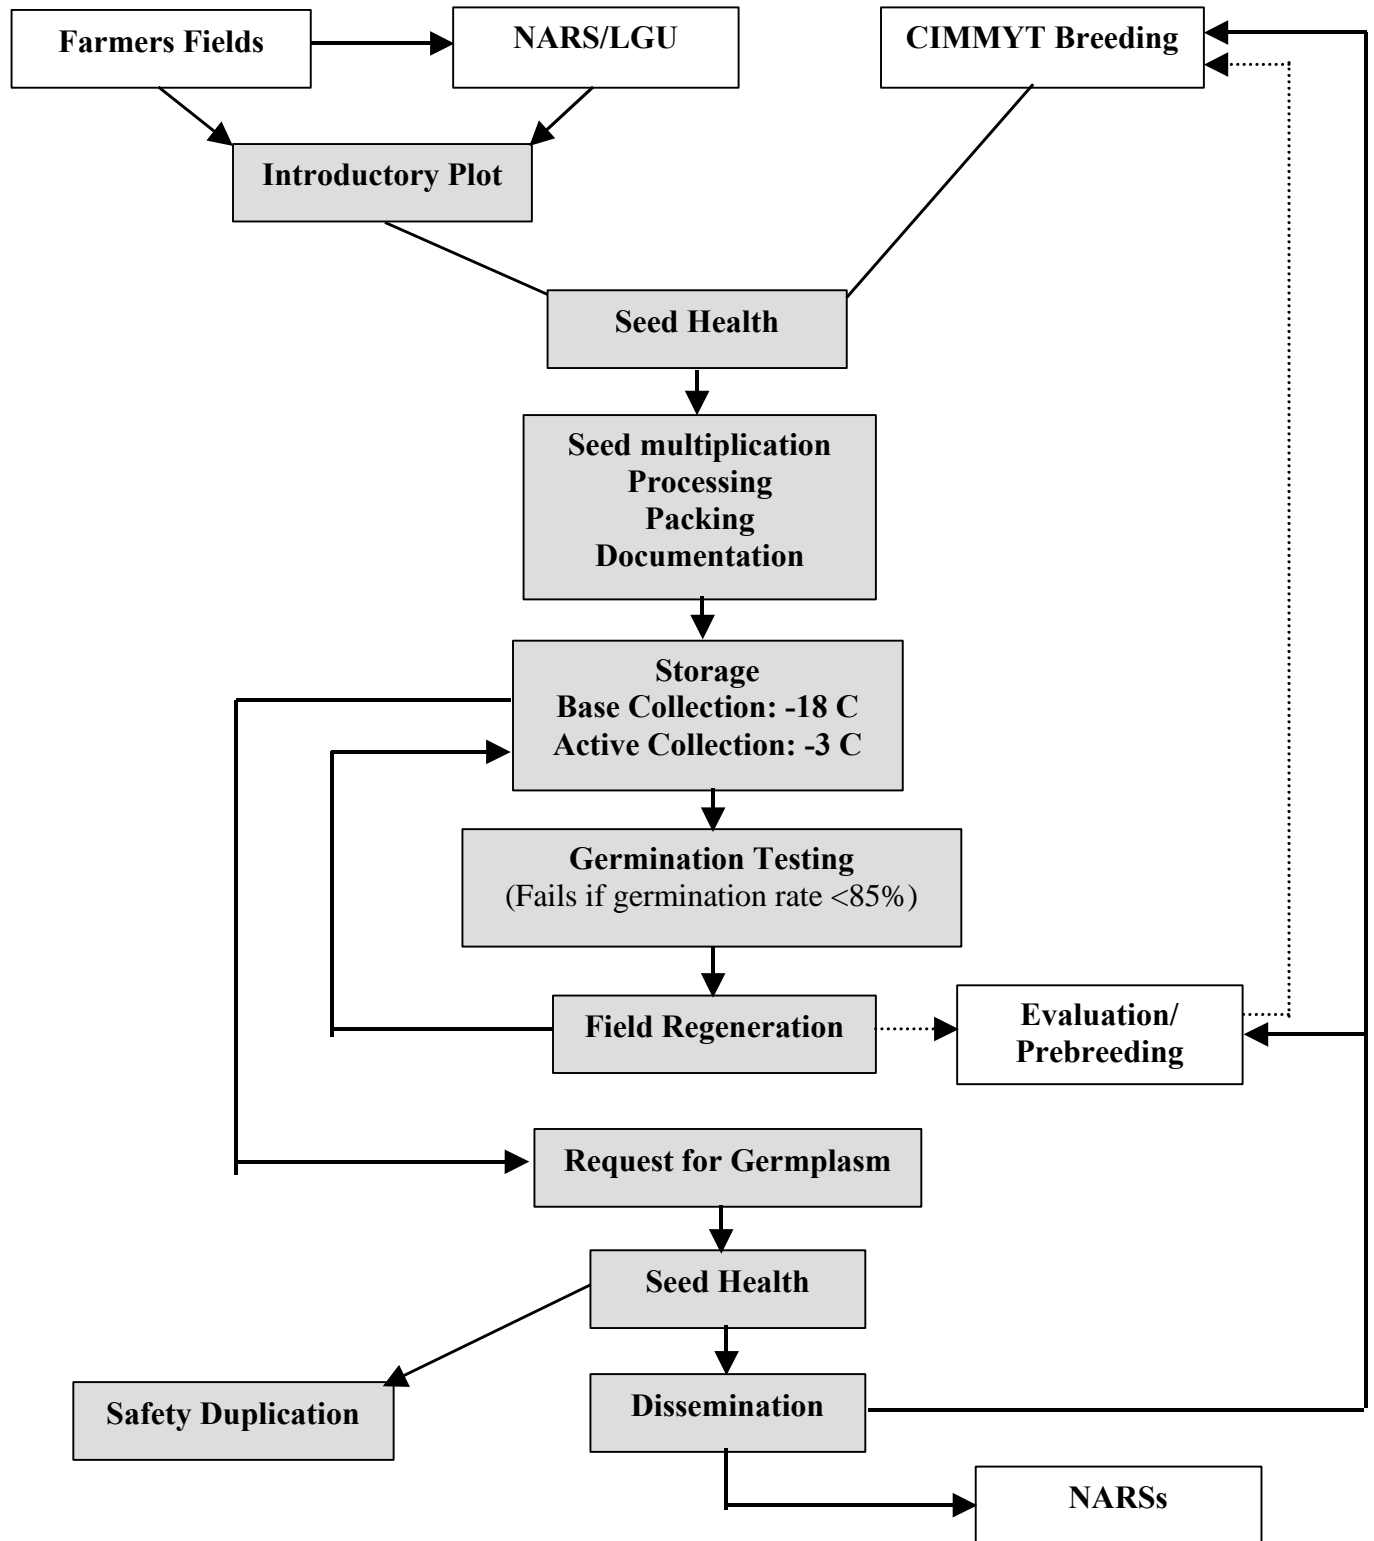 Farmers Fields
NARS/LGU
CIMMYT Breeding
Introductory Plot
Seed Health
Seed multiplication
Processing
Packing
Documentation
Storage
Base Collection: -18 C
Active Collection: -3 C
Germination Testing
(Fails if germination rate <85%)
Field Regeneration
Evaluation/
Prebreeding
Request for Germplasm
Seed Health
Safety Duplication
Dissemination
NARSs